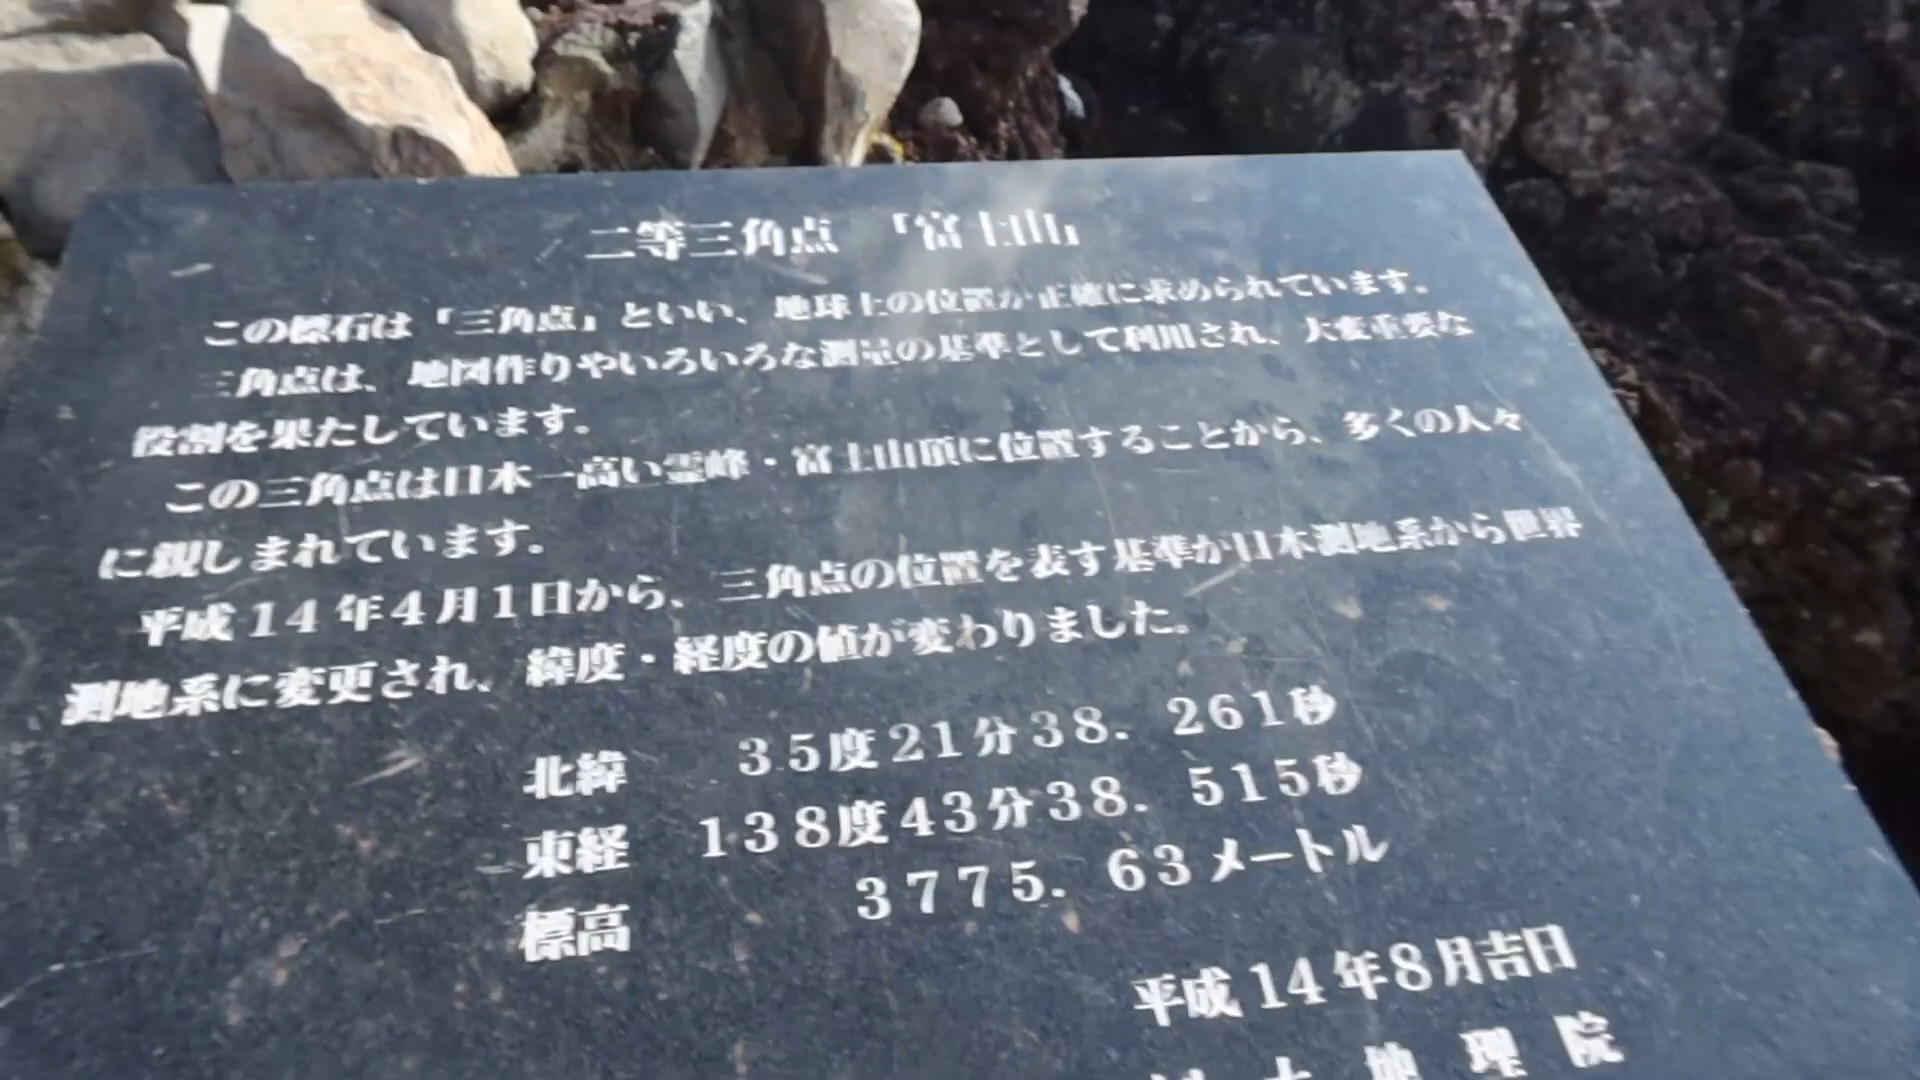 二等三角点 「富士山」
この標石は「三角点」といい、地球上の位置が正確に求められています。
三角点は、地図作りやいろいろな測量の基準として利用され、大変重要な
役割を果たしています。
この三角点は日本一高い霊峰・富士山頂に位置することから、多くの人々
に親しまれています。
平成14年4月1日から、三角点の位置を表す基準が日本測地系から世界
測地系に変更され、緯度・経度の値が変わりました。
北緯 35度21分38.261秒
東経 138度43分38.515秒
標高 3775.63メートル
平成14年8月吉日
土地理院